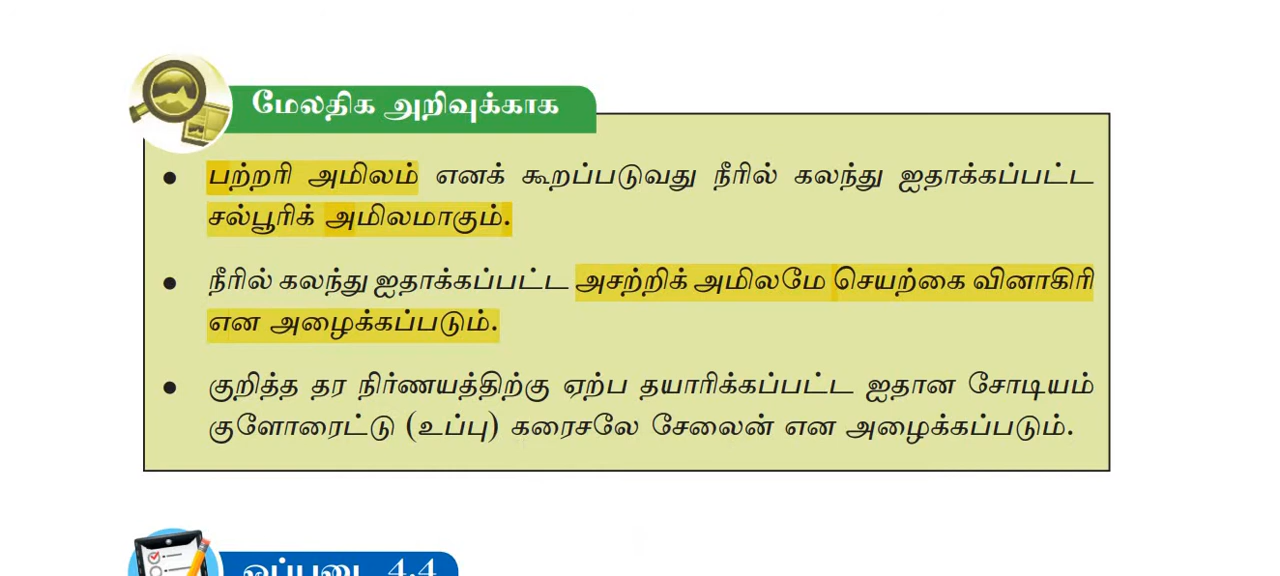 மேலதிக அறிவுக்காக
பற்றரி அமிலம் எனக் கூறப்படுவது நீரில் கலந்து ஐதாக்கப்பட்ட
சல்பூரிக் அமிலமாகும்.
நீரில் கலந்து ஐதாக்கப்பட்ட அசற்றிக் அமிலமே செயற்கை வினாகிரி
என அழைக்கப்படும்.
குறித்த தர நிர்ணயத்திற்கு ஏற்ப தயாரிக்கப்பட்ட ஐதான சோடியம்
குளோரைட்டு (உப்பு) கரைசலே சேலைன் என அழைக்கப்படும்.
ஒப்படை 4.4